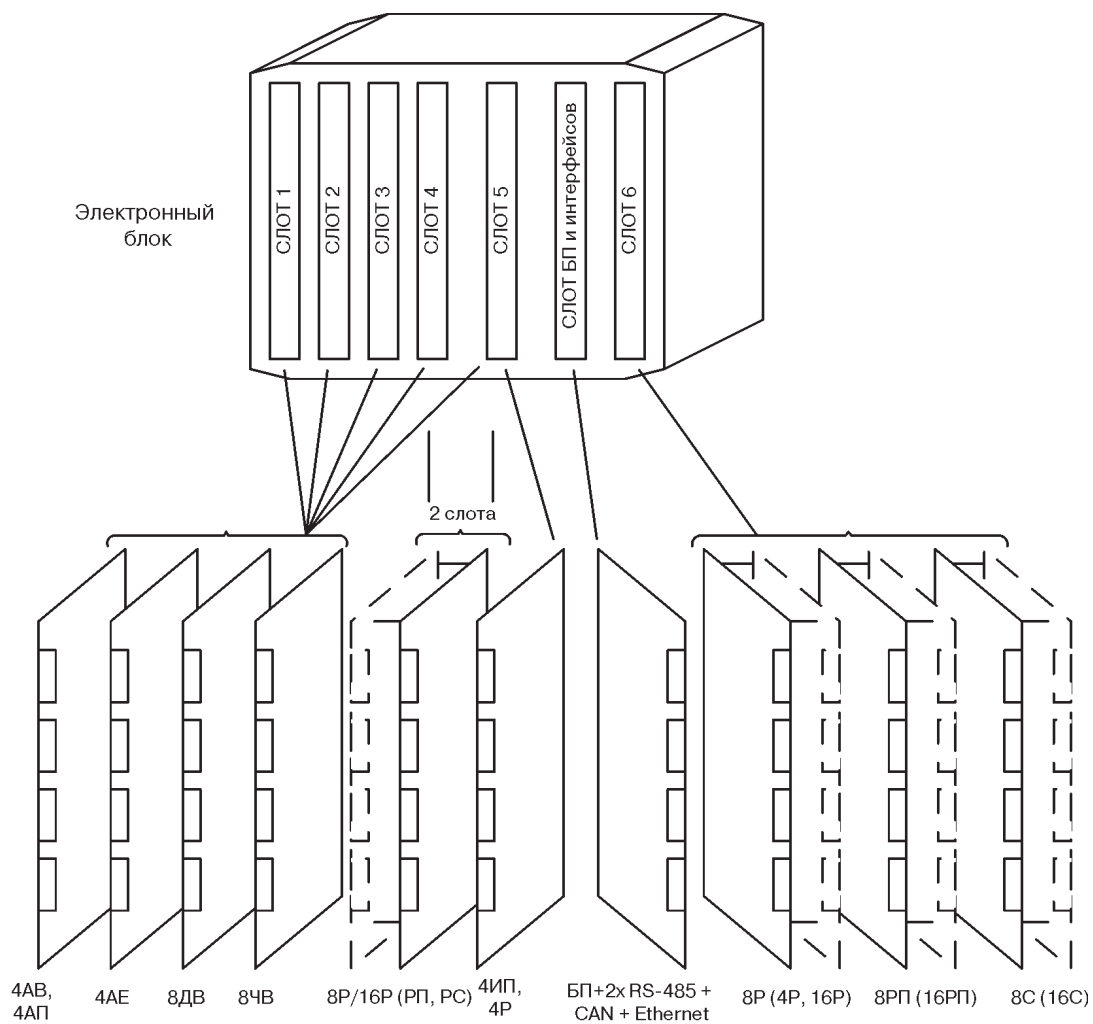 Электронный
блок
СЛОТ 1
СЛОТ 2
СЛОТ 3
СЛОТ 4
СЛОТ 5
СЛОТ БП и интерфейсов
СЛОТ 6
2 слота
4АВ,
4АП
4АЕ
8ДВ
8ЧВ
8Р/16Р (РП, РС)
4ИП,
4Р
БП+2x RS-485 +
CAN + Ethernet
8Р (4Р, 16Р)
8РП (16РП)
8С (16С)